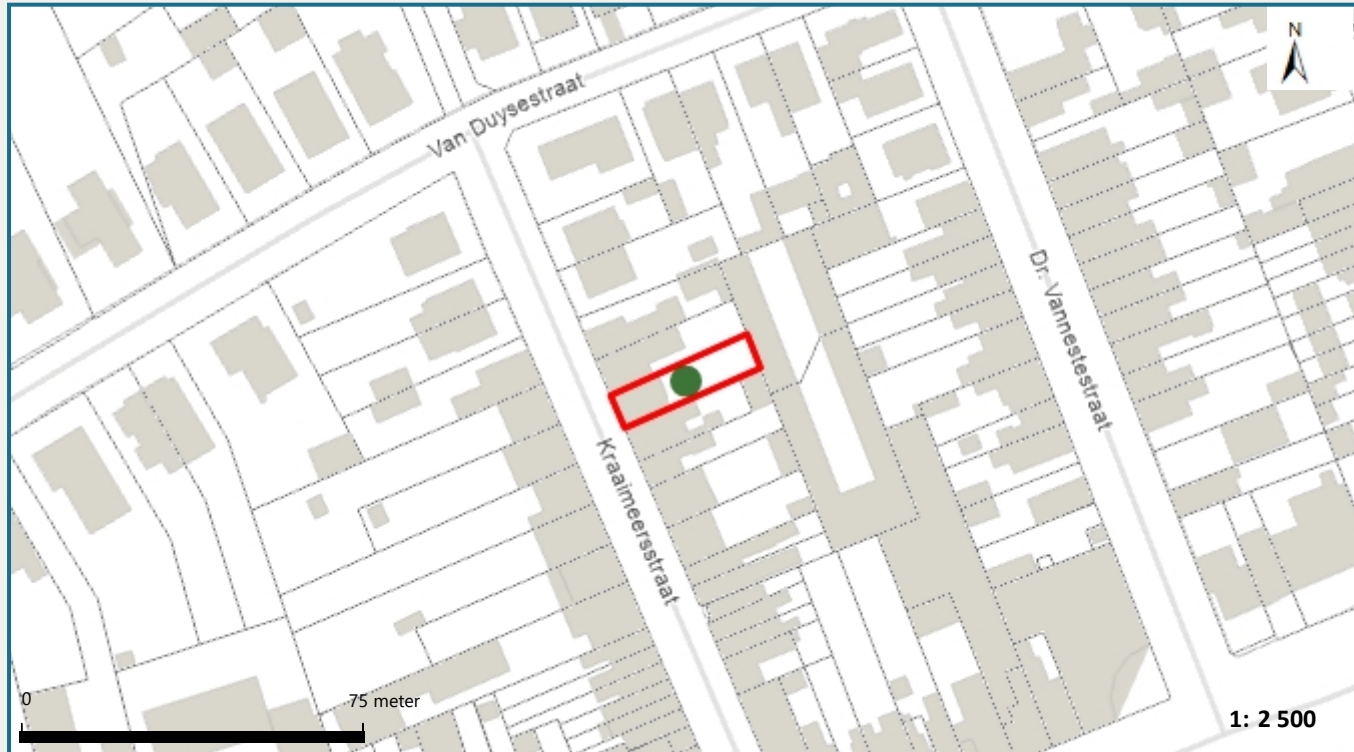 N
Van Duysestraat
Dr. Vannestestraat
Kraaimeersstraat
0 75 meter
1: 2 500